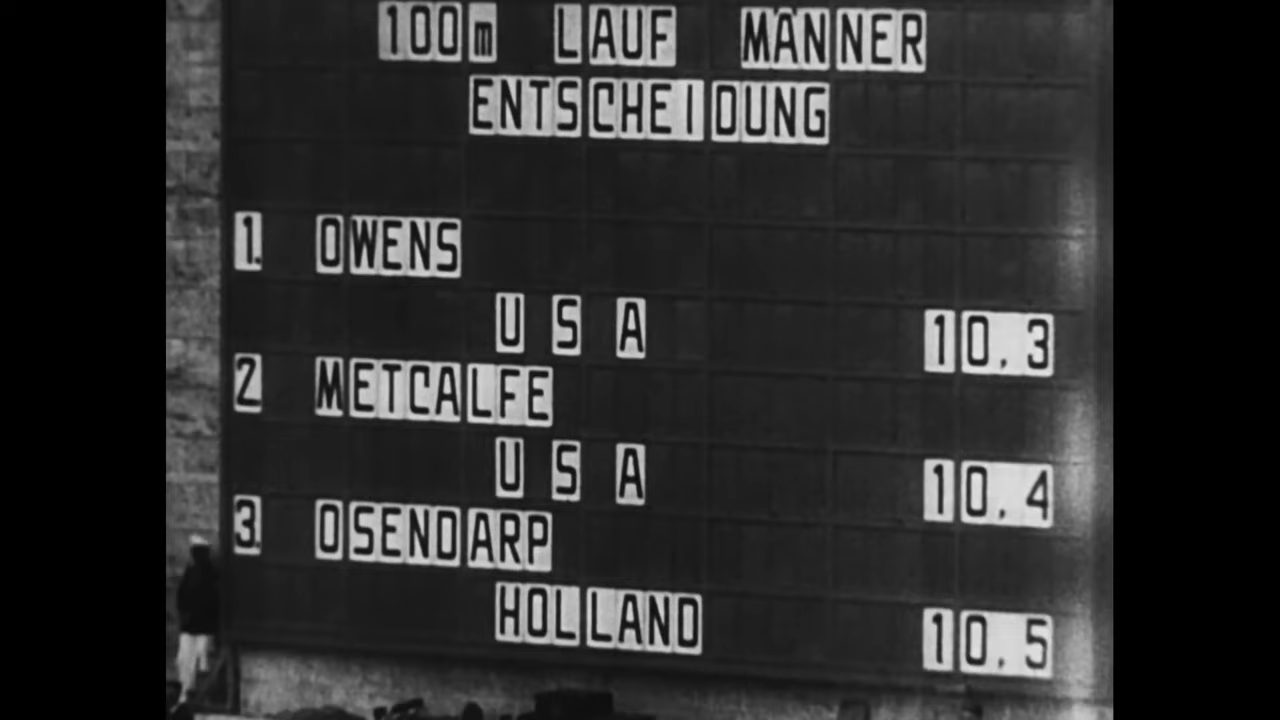 100m LAUF MÄNNER
ENTSCHEIDUNG
1. OWENS
USA 10,3
2 METCALFE
USA 10,4
3. OSENDARP
HOLLAND 10,5